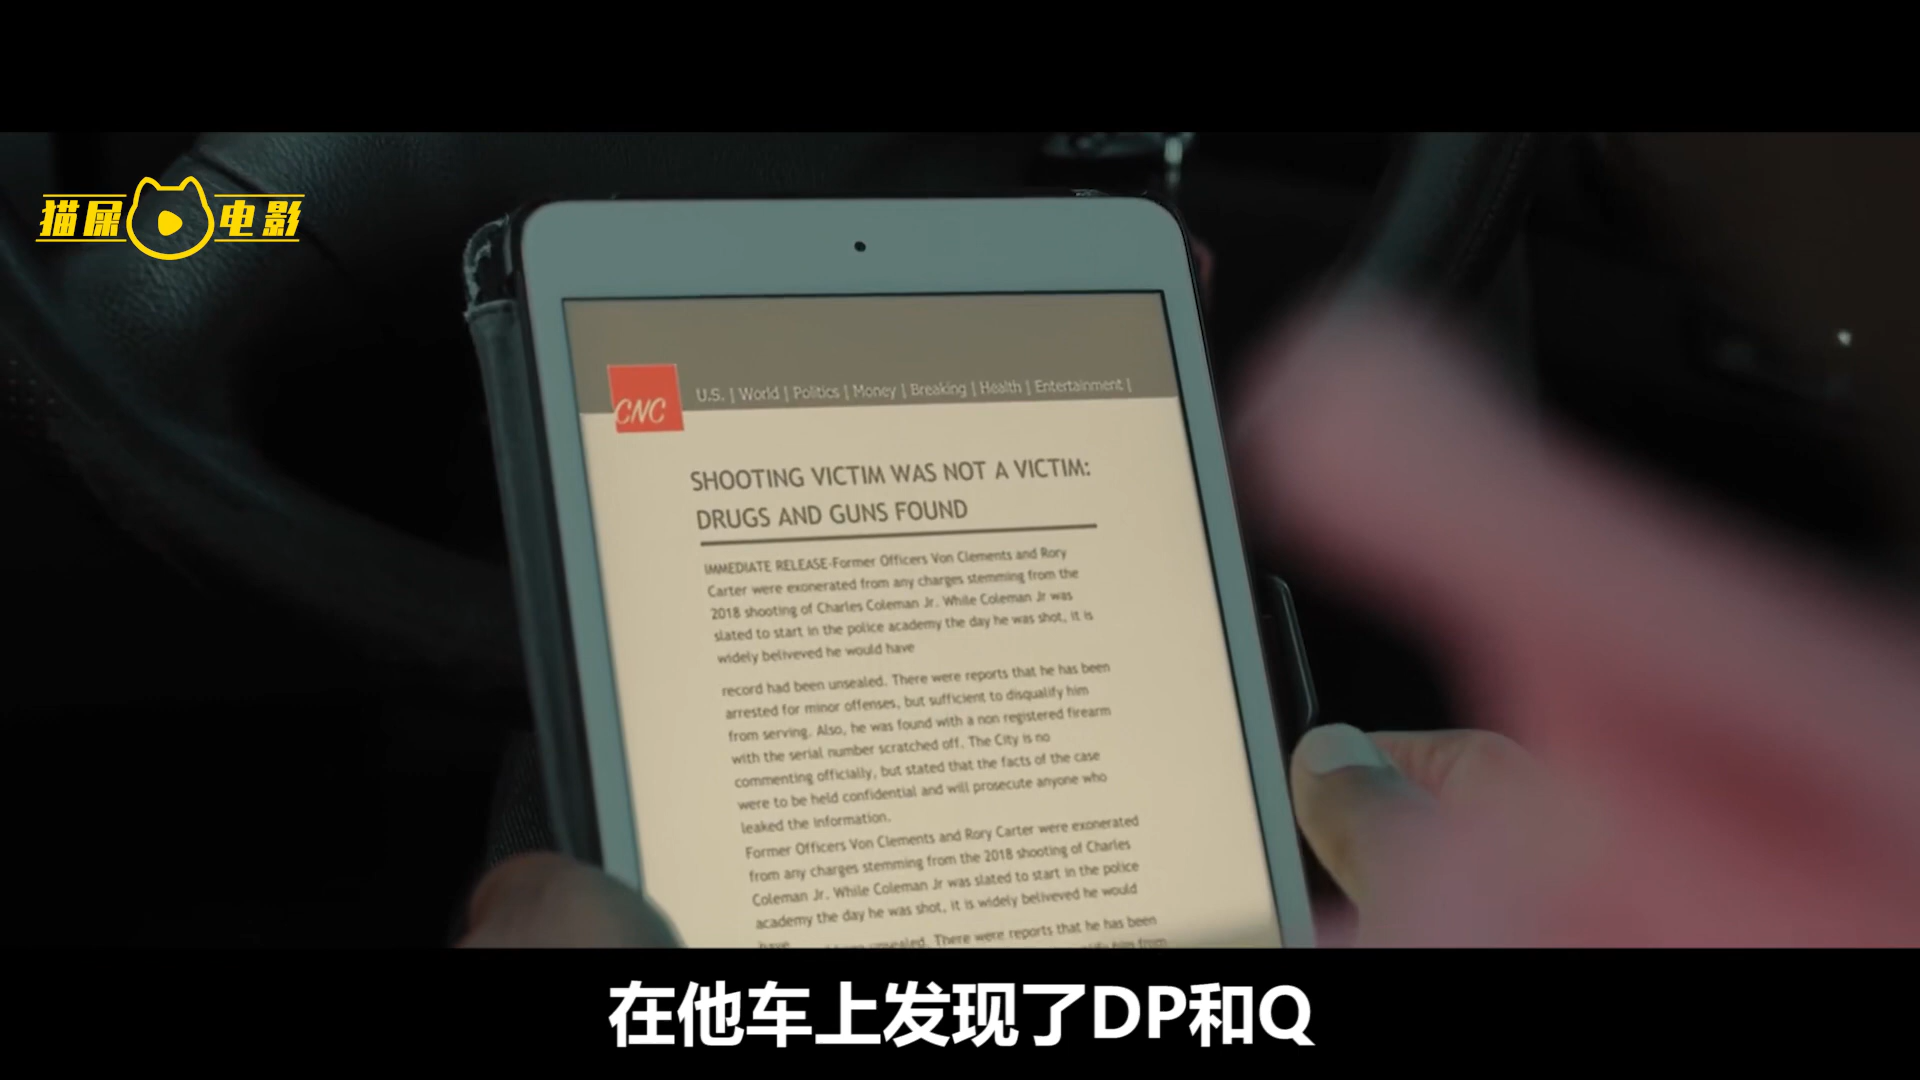 猫屎电影
CNC
U.S. | World | Politics | Money | Breaking | Health | Entertainment |
SHOOTING VICTIM WAS NOT A VICTIM:
DRUGS AND GUNS FOUND
IMMEDIATE RELEASE-Former Officers Von Clements and Rory
Carter were exonerated from any charges stemming from the
2018 shooting of Charles Coleman Jr. While Coleman Jr was
slated to start in the police academy the day he was shot, it is
widely beliveved he would have
record had been unsealed. There were reports that he has been
arrested for minor offenses, but sufficient to disqualify him
from serving. Also, he was found with a non registered firearm
with the serial number scratched off. The City is no
commenting officially, but stated that the facts of the case
were to be held confidential and will prosecute anyone who
leaked the information.
Former Officers Von Clements and Rory Carter were exonerated
from any charges stemming from the 2018 shooting of Charles
Coleman Jr. While Coleman Jr was slated to start in the police
academy the day he was shot, it is widely beliveved he would
have unsealed. There were reports that he has been
him from
在他车上发现了DP和Q